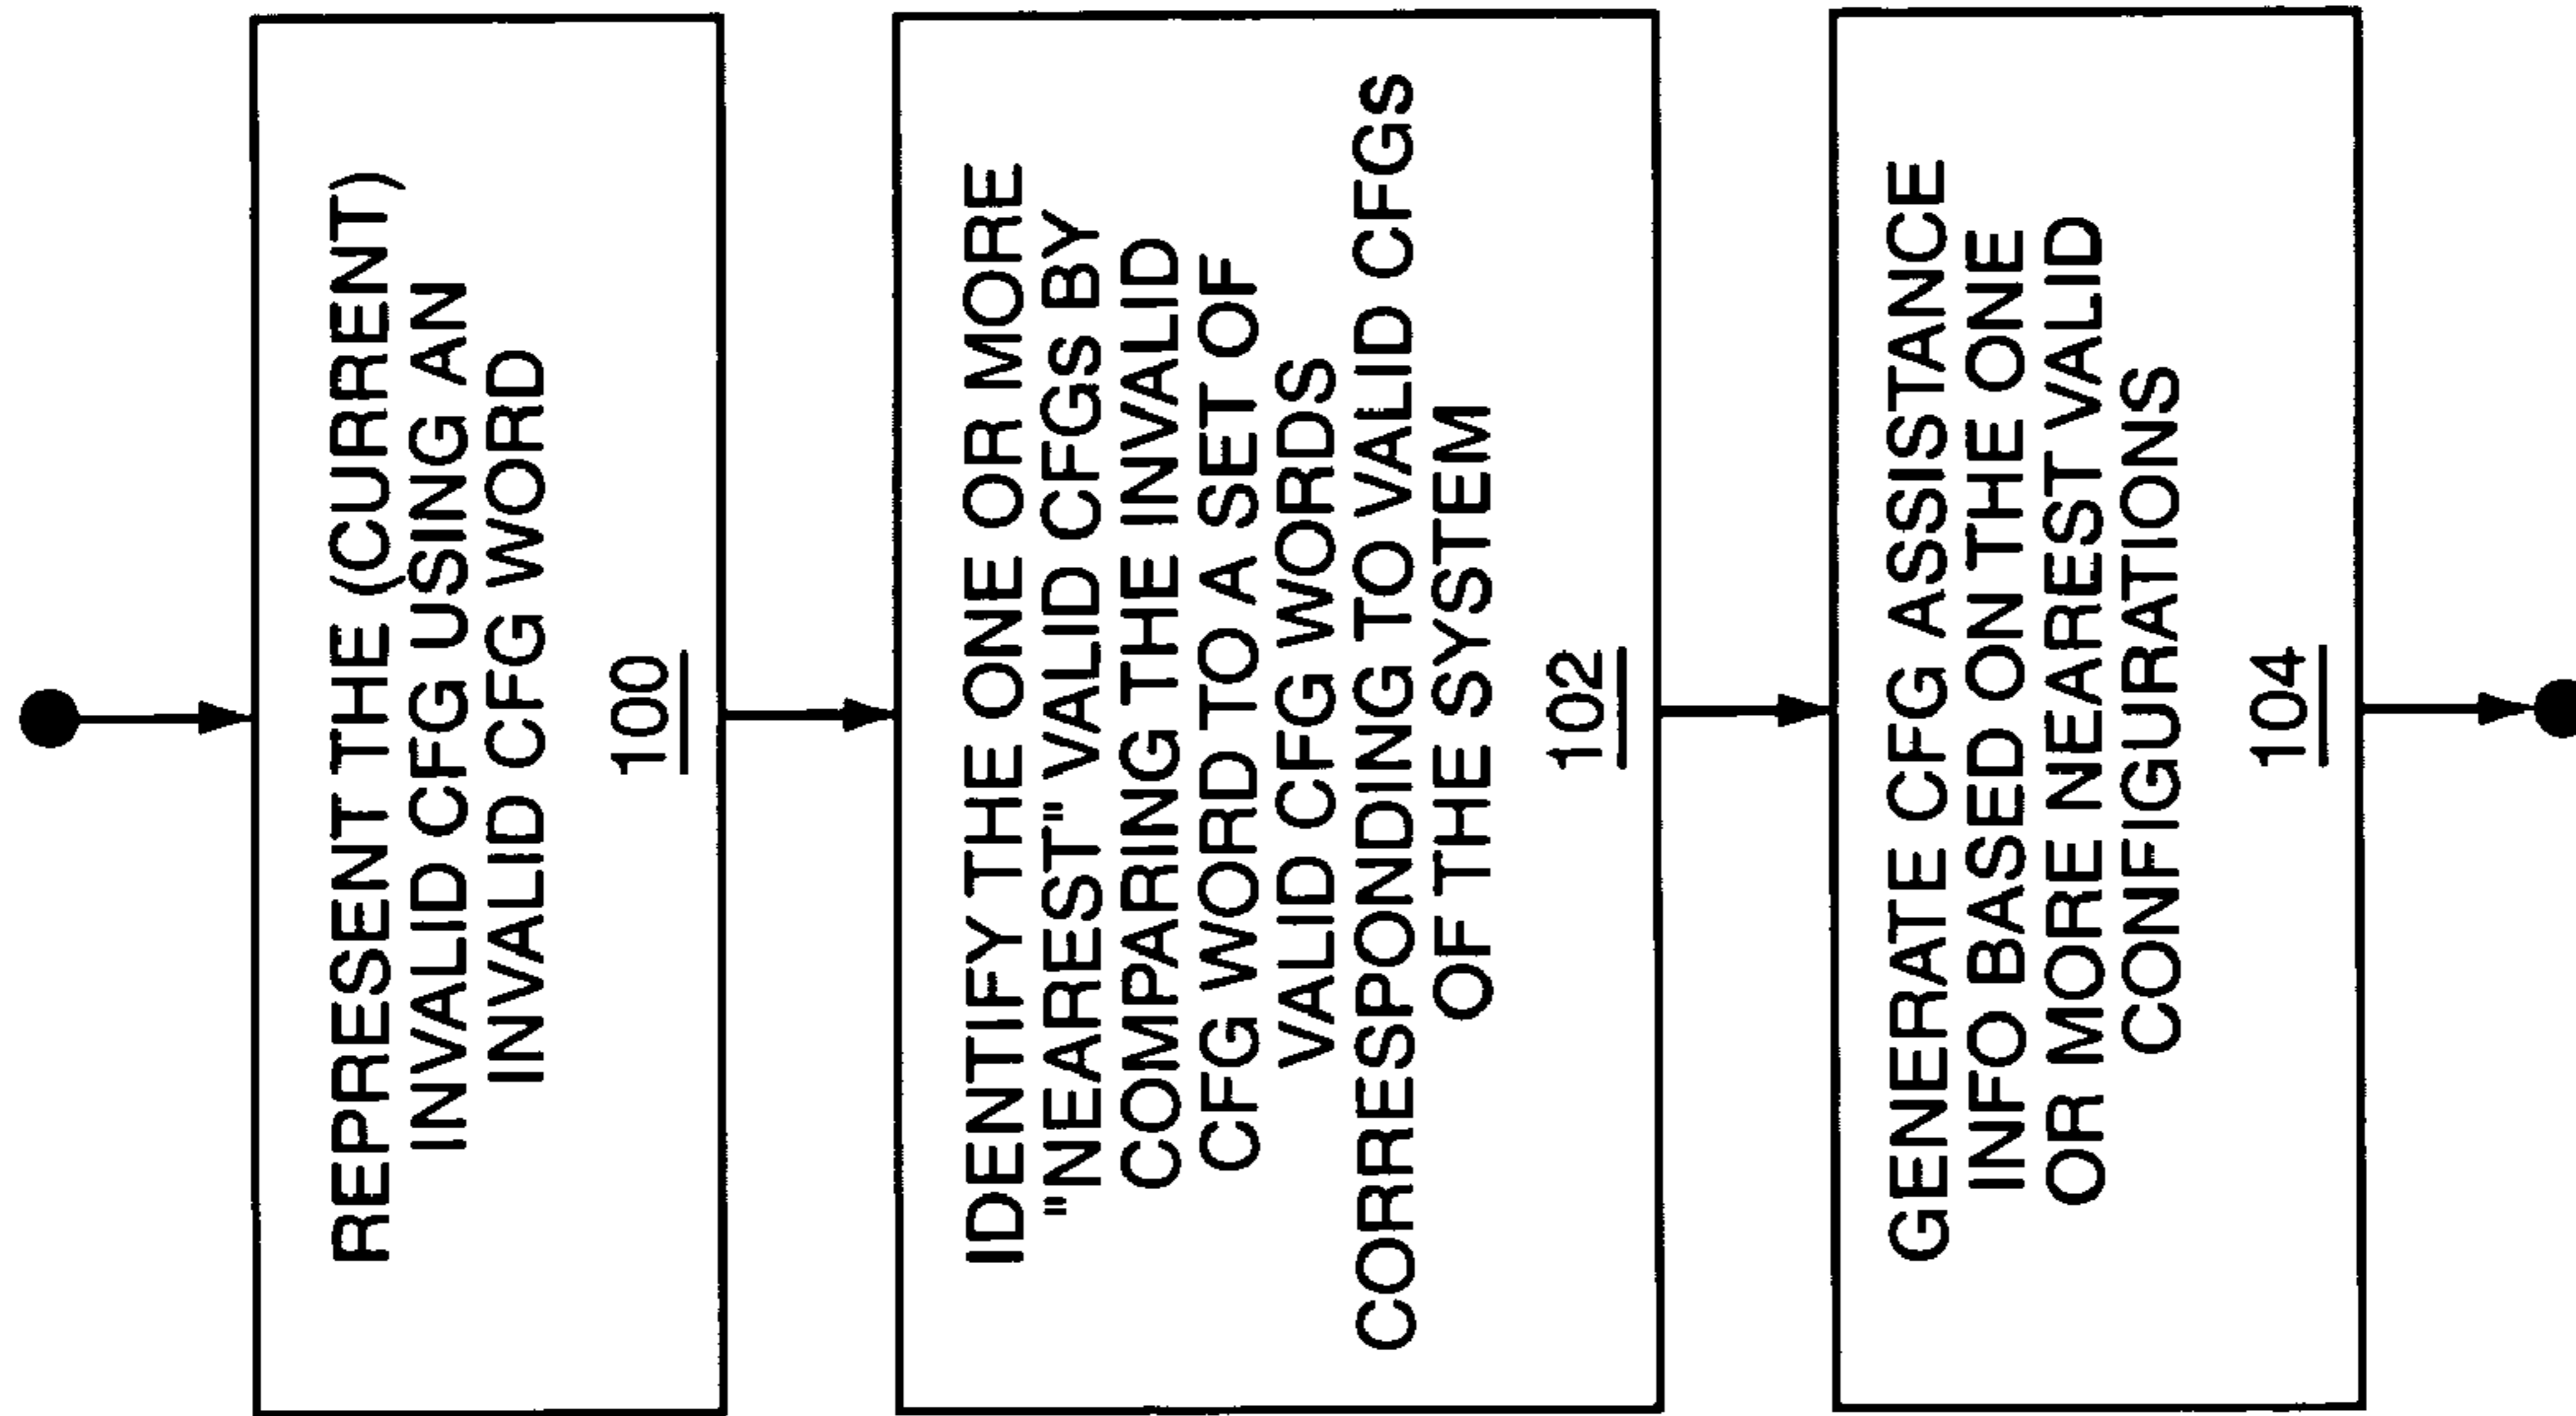 REPRESENT THE (CURRENT)
INVALID CFG USING AN
INVALID CFG WORD
100
IDENTIFY THE ONE OR MORE
"NEAREST" VALID CFGS BY
COMPARING THE INVALID
CFG WORD TO A SET OF
VALID CFG WORDS
CORRESPONDING TO VALID CFGS
OF THE SYSTEM
102
GENERATE CFG ASSISTANCE
INFO BASED ON THE ONE
OR MORE NEAREST VALID
CONFIGURATIONS
104